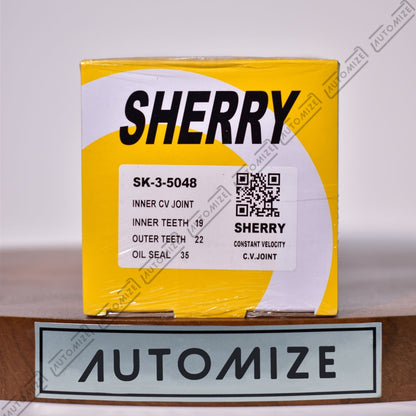 SHERRY
SK-3-5048
INNER CV JOINT
INNER TEETH 19
OUTER TEETH 22
OIL SEAL 35
SHERRY
CONSTANT VELOCITY
C.V.JOINT
AUTOMIZE